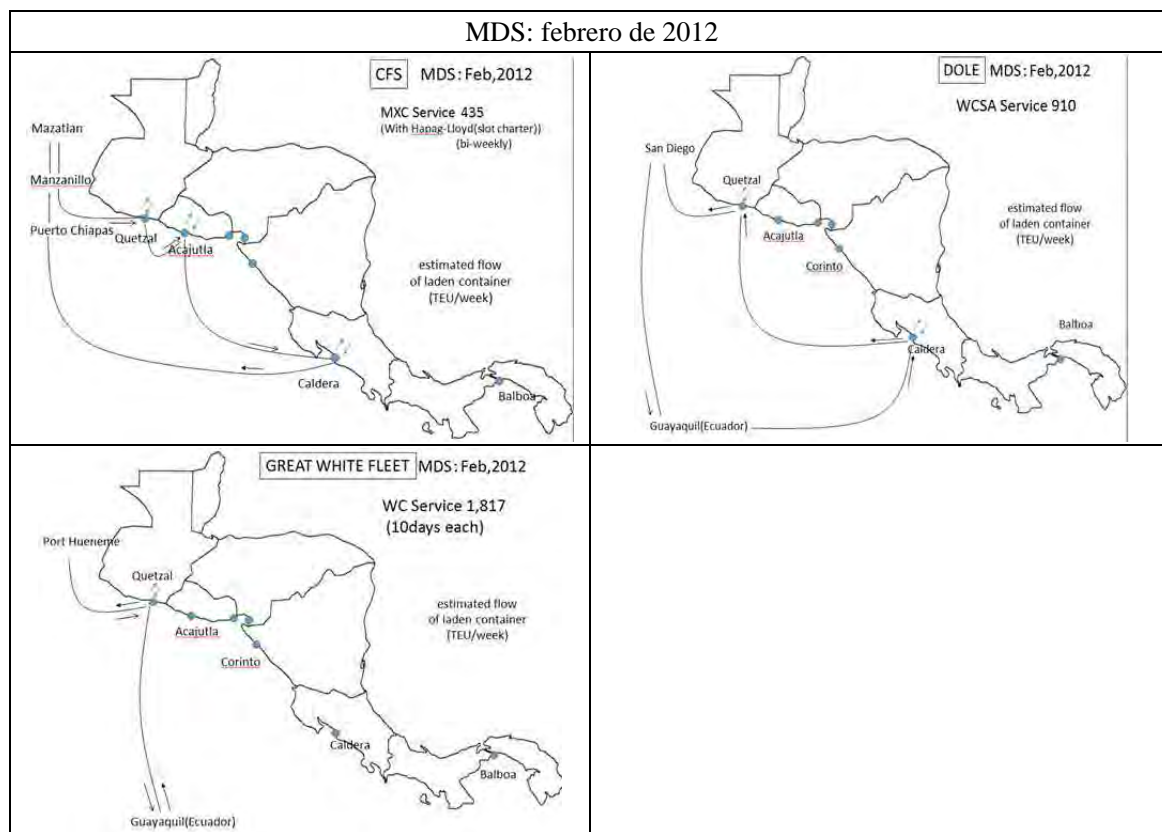 MDS: febrero de 2012
CFS MDS: Feb,2012
MXC Service 435
(With Hapag-Lloyd(slot charter))
(bi-weekly)
Mazatlan
Manzanillo
Puerto Chiapas
Quetzal
Acajutla
estimated flow
of laden container
(TEU/week)
Caldera
Balboa
DOLE MDS: Feb,2012
WCSA Service 910
San Diego
Quetzal
Acajutla
estimated flow
of laden container
(TEU/week)
Corinto
Balboa
Caldera
Guayaquil(Ecuador)
GREAT WHITE FLEET MDS: Feb,2012
WC Service 1,817
(10days each)
Port Hueneme
Quetzal
estimated flow
of laden container
(TEU/week)
Acajutla
Corinto
Caldera
Balboa
Guayaquil(Ecuador)